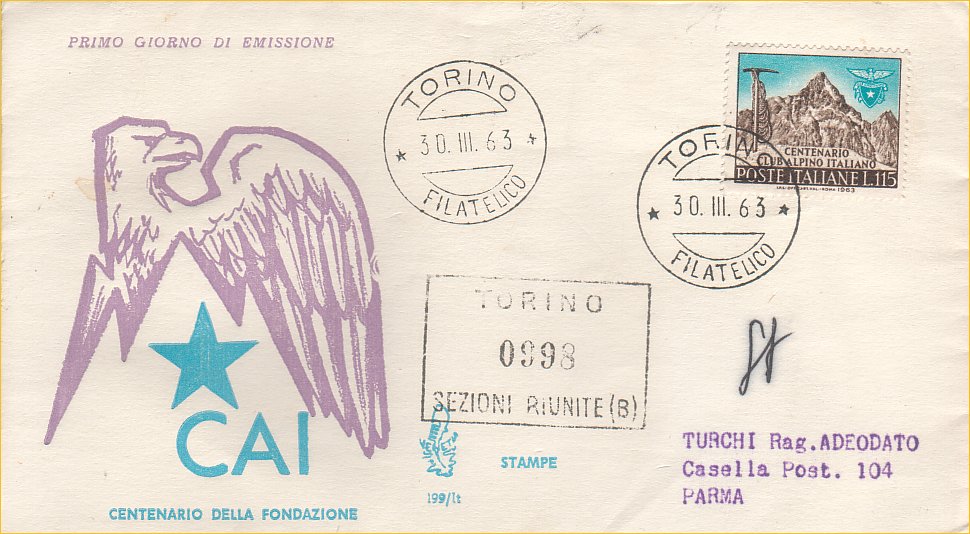 PRIMO GIORNO DI EMISSIONE
TORINO
30.III.63
FILATELICO
CENTENARIO
CLUB ALPINO ITALIANO
POSTE ITALIANE L.115
1963
TORINO
30.III.63
FILATELICO
TORINO
0998
SEZIONI RIUNITE (B)
CAI
CENTENARIO DELLA FONDAZIONE
STAMPE
199/It
TURCHI Rag. ADEODATO
Casella Post. 104
PARMA